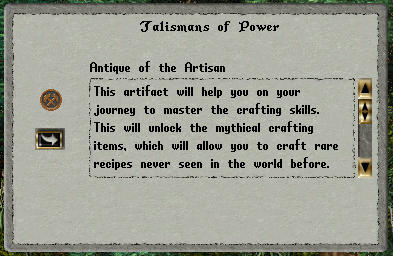 Talismans of Power
Antique of the Artisan
This artifact will help you on your
journey to master the crafting skills.
This will unlock the mythical crafting
items, which will allow you to craft rare
recipes never seen in the world before.